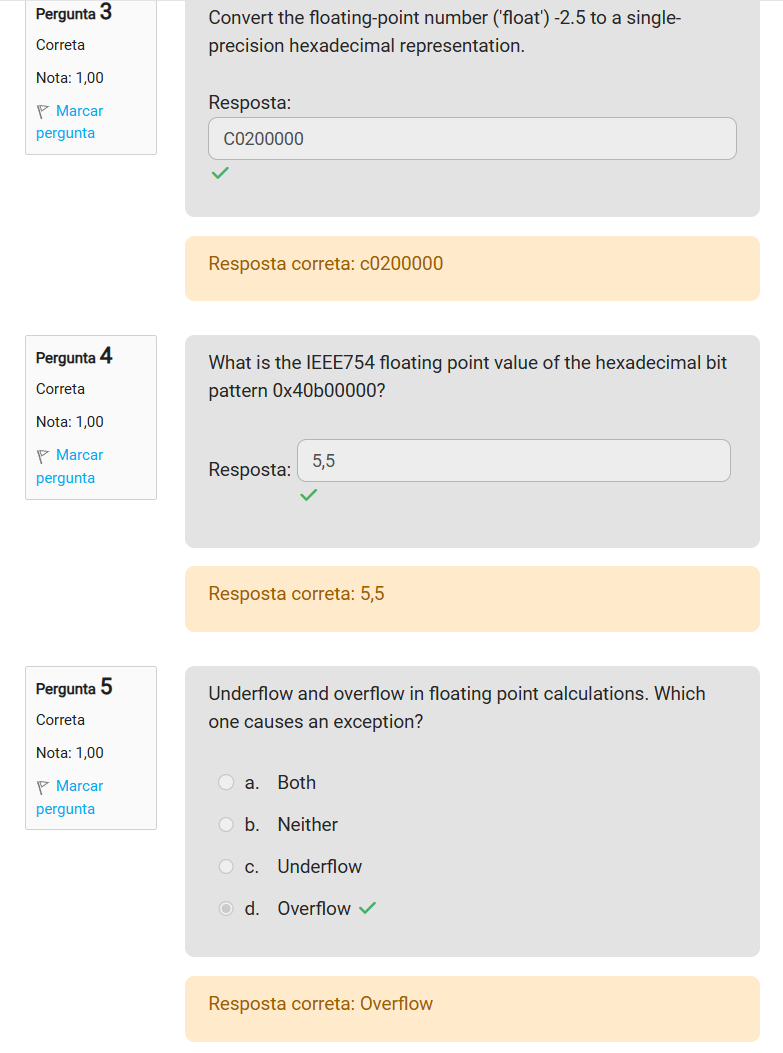 Pergunta 3
Correta
Nota: 1,00
Marcar
pergunta
Convert the floating-point number ('float') -2.5 to a single-
precision hexadecimal representation.
Resposta:
C0200000
Resposta correta: c0200000
Pergunta 4
Correta
Nota: 1,00
Marcar
pergunta
What is the IEEE754 floating point value of the hexadecimal bit
pattern 0x40b00000?
Resposta: 5,5
Resposta correta: 5,5
Pergunta 5
Correta
Nota: 1,00
Marcar
pergunta
Underflow and overflow in floating point calculations. Which
one causes an exception?
a. Both
b. Neither
c. Underflow
d. Overflow
Resposta correta: Overflow